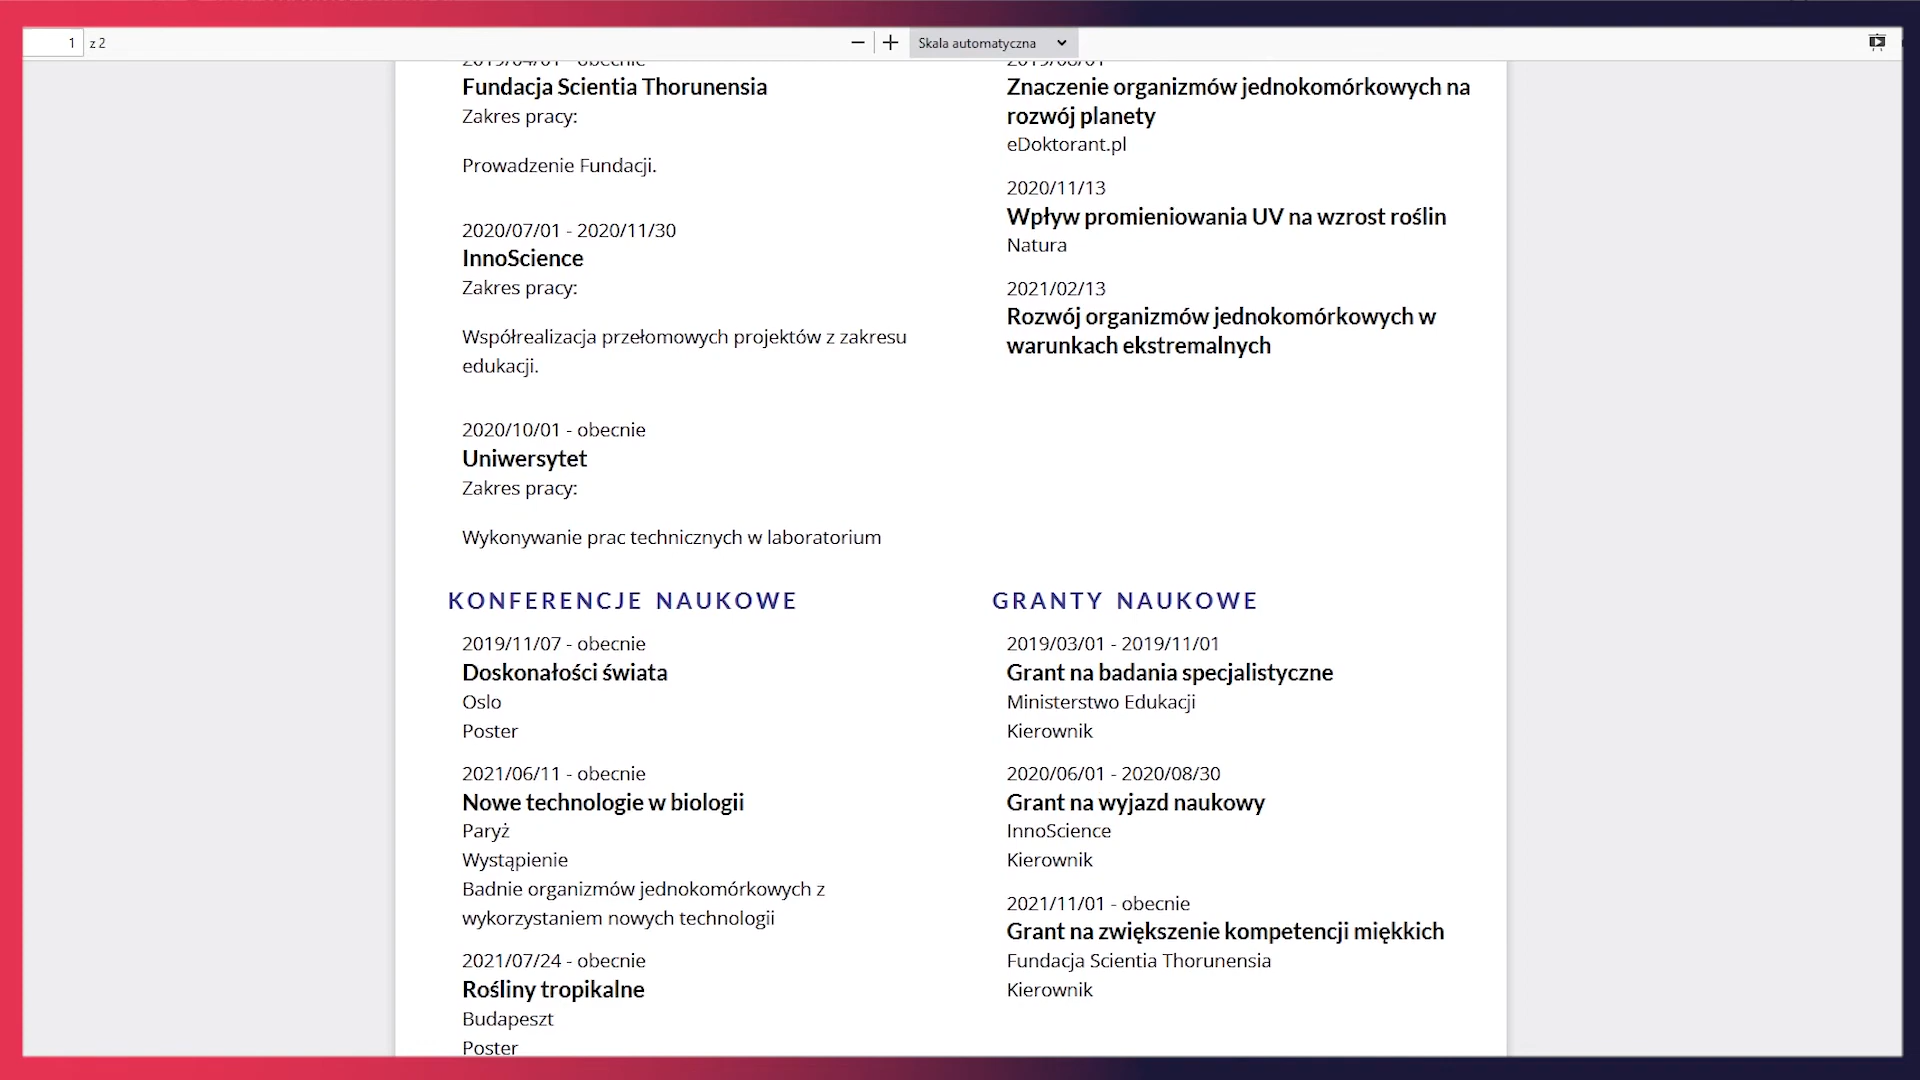 1 z 2
Skala automatyczna
2019/04/01 - obecnie
Fundacja Scientia Thorunensia
Zakres pracy:
Prowadzenie Fundacji.
2020/07/01 - 2020/11/30
InnoScience
Zakres pracy:
Współrealizacja przełomowych projektów z zakresu
edukacji.
2020/10/01 - obecnie
Uniwersytet
Zakres pracy:
Wykonywanie prac technicznych w laboratorium
2019/08/01
Znaczenie organizmów jednokomórkowych na
rozwój planety
eDoktorant.pl
2020/11/13
Wpływ promieniowania UV na wzrost roślin
Natura
2021/02/13
Rozwój organizmów jednokomórkowych w
warunkach ekstremalnych
KONFERENCJE NAUKOWE
2019/11/07 - obecnie
Doskonałości świata
Oslo
Poster
2021/06/11 - obecnie
Nowe technologie w biologii
Paryż
Wystąpienie
Badnie organizmów jednokomórkowych z
wykorzystaniem nowych technologii
2021/07/24 - obecnie
Rośliny tropikalne
Budapeszt
Poster
GRANTY NAUKOWE
2019/03/01 - 2019/11/01
Grant na badania specjalistyczne
Ministerstwo Edukacji
Kierownik
2020/06/01 - 2020/08/30
Grant na wyjazd naukowy
InnoScience
Kierownik
2021/11/01 - obecnie
Grant na zwiększenie kompetencji miękkich
Fundacja Scientia Thorunensia
Kierownik